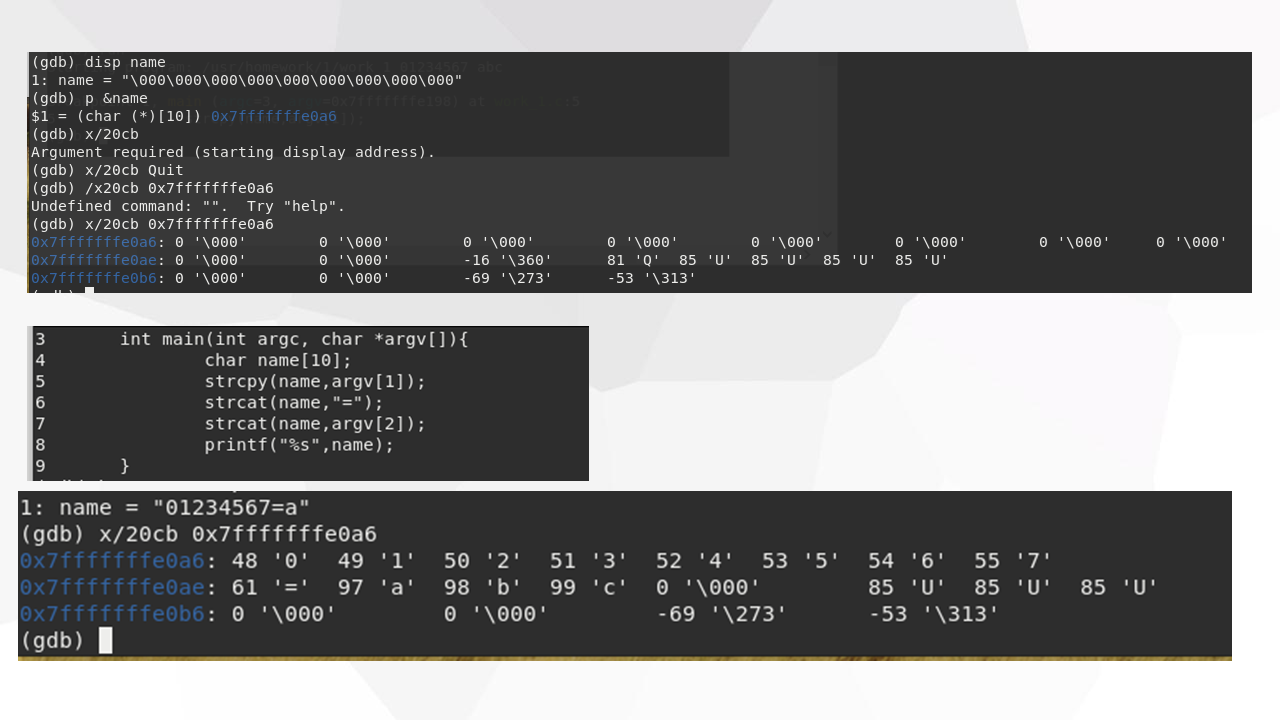 (gdb) disp name
1: name = "\000\000\000\000\000\000\000\000\000"
(gdb) p &name
$1 = (char (*)[10]) 0x7fffffffe0a6
(gdb) x/20cb
Argument required (starting display address).
(gdb) x/20cb Quit
(gdb) /x20cb 0x7fffffffe0a6
Undefined command: "". Try "help".
(gdb) x/20cb 0x7fffffffe0a6
0x7fffffffe0a6: 0 '\000' 0 '\000' 0 '\000' 0 '\000' 0 '\000' 0 '\000' 0 '\000' 0 '\000'
0x7fffffffe0ae: 0 '\000' 0 '\000' -16 '\360' 81 'Q' 85 'U' 85 'U' 85 'U' 85 'U'
0x7fffffffe0b6: 0 '\000' 0 '\000' -69 '\273' -53 '\313'
3 int main(int argc, char *argv[]){
4 char name[10];
5 strcpy(name,argv[1]);
6 strcat(name,"=");
7 strcat(name,argv[2]);
8 printf("%s",name);
9 }
1: name = "01234567=a"
(gdb) x/20cb 0x7fffffffe0a6
0x7fffffffe0a6: 48 '0' 49 '1' 50 '2' 51 '3' 52 '4' 53 '5' 54 '6' 55 '7'
0x7fffffffe0ae: 61 '=' 97 'a' 98 'b' 99 'c' 0 '\000' 85 'U' 85 'U' 85 'U'
0x7fffffffe0b6: 0 '\000' 0 '\000' -69 '\273' -53 '\313'
(gdb)